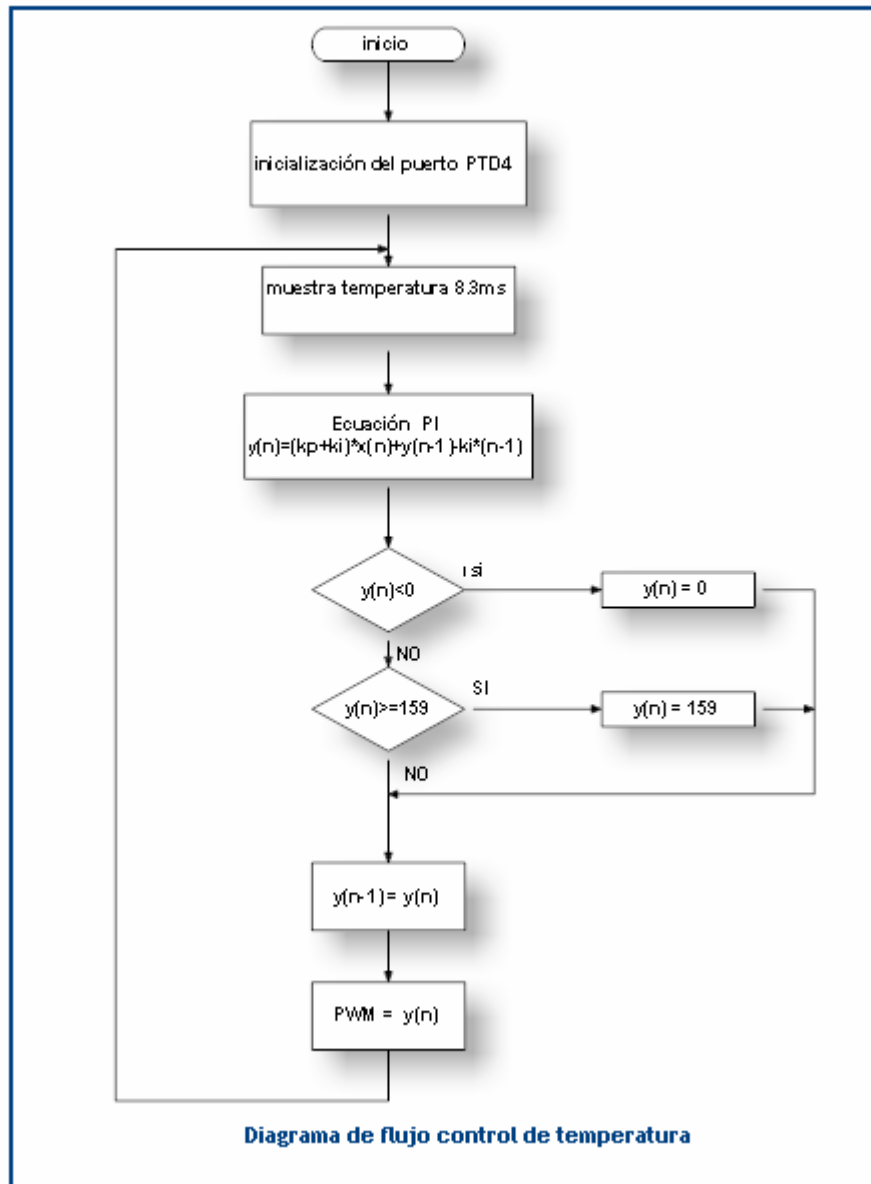 inicio
inicialización del puerto PTD4
muestra temperatura 8.3ms
Ecuación PI
y(n)=(kp+ki)*x(n)+y(n-1)-ki*(n-1)
y(n)<0
si
y(n) = 0
NO
y(n)>=159
SI
y(n) = 159
NO
y(n-1)= y(n)
PWM = y(n)
Diagrama de flujo control de temperatura